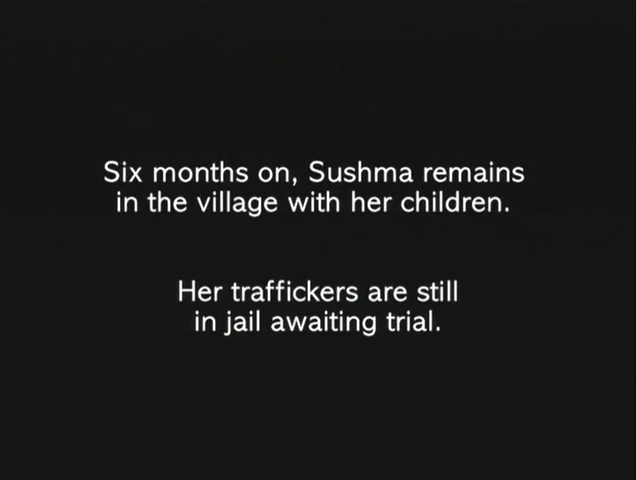 Six months on, Sushma remains
in the village with her children.
Her traffickers are still
in jail awaiting trial.